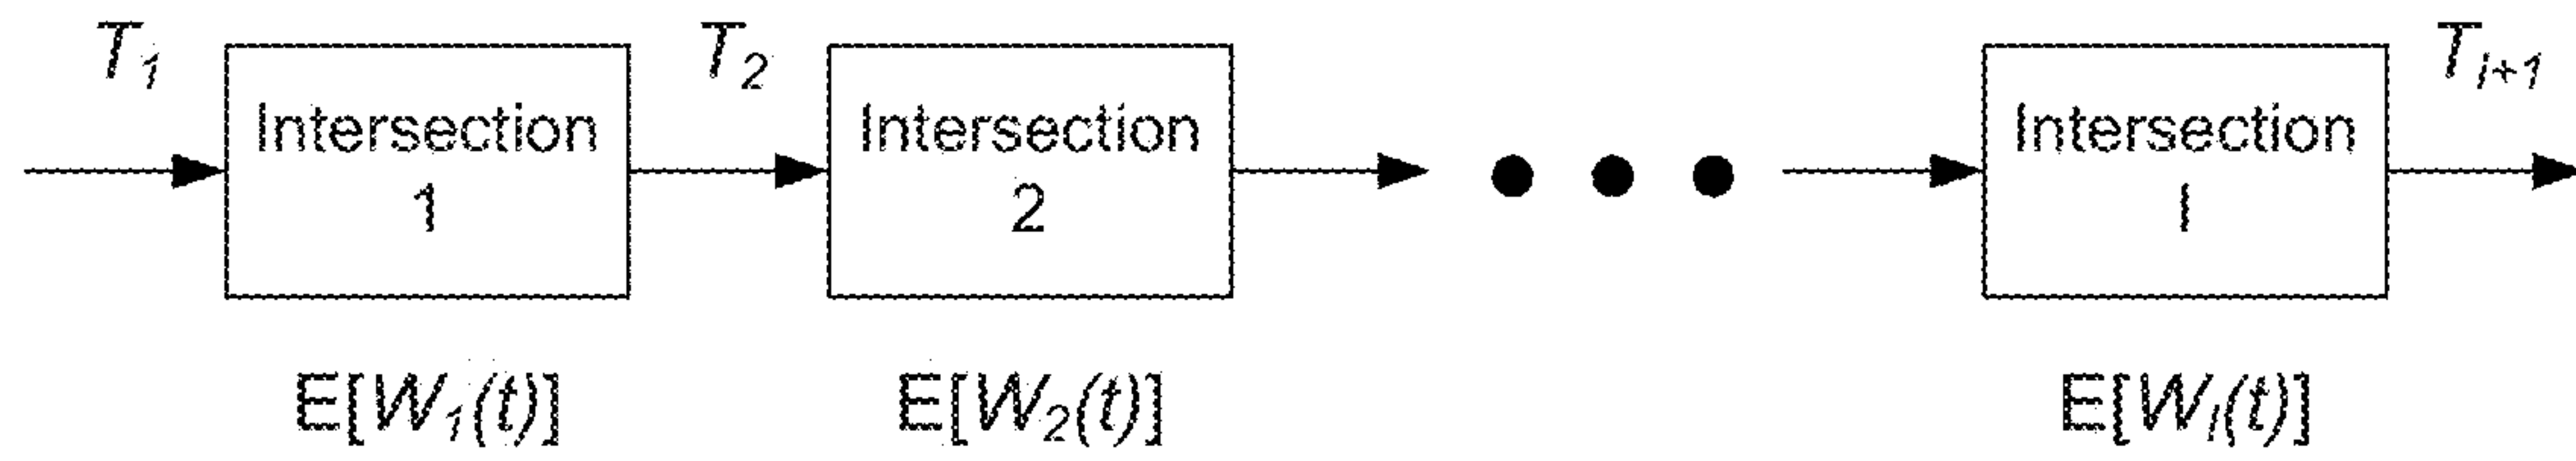 T₁ T₂ Tₗ₊₁
Intersection Intersection Intersection
1 2 I
E[W₁(t)] E[W₂(t)] E[Wₗ(t)]